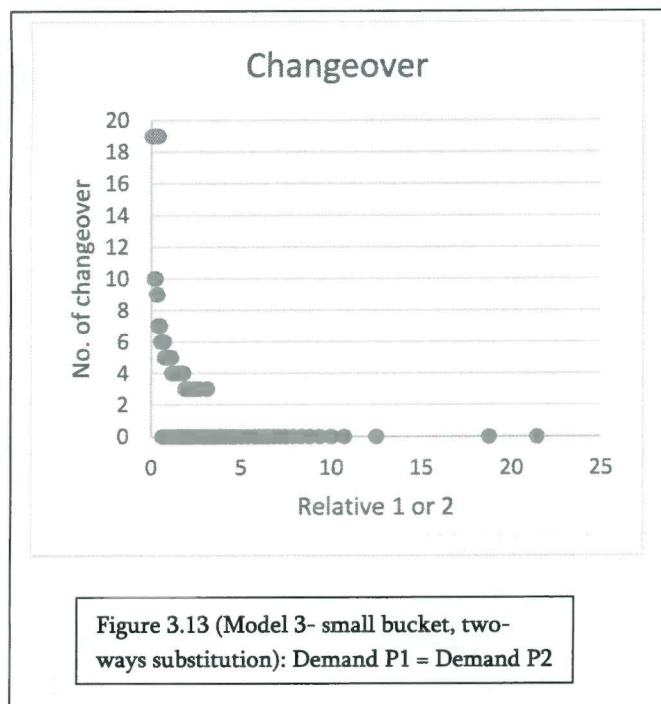 Changeover
20
18
16
14
12
10
8
6
4
2
0
No. of changeover
0 5 10 15 20 25
Relative 1 or 2
Figure 3.13 (Model 3- small bucket, two-
ways substitution): Demand P1 = Demand P2